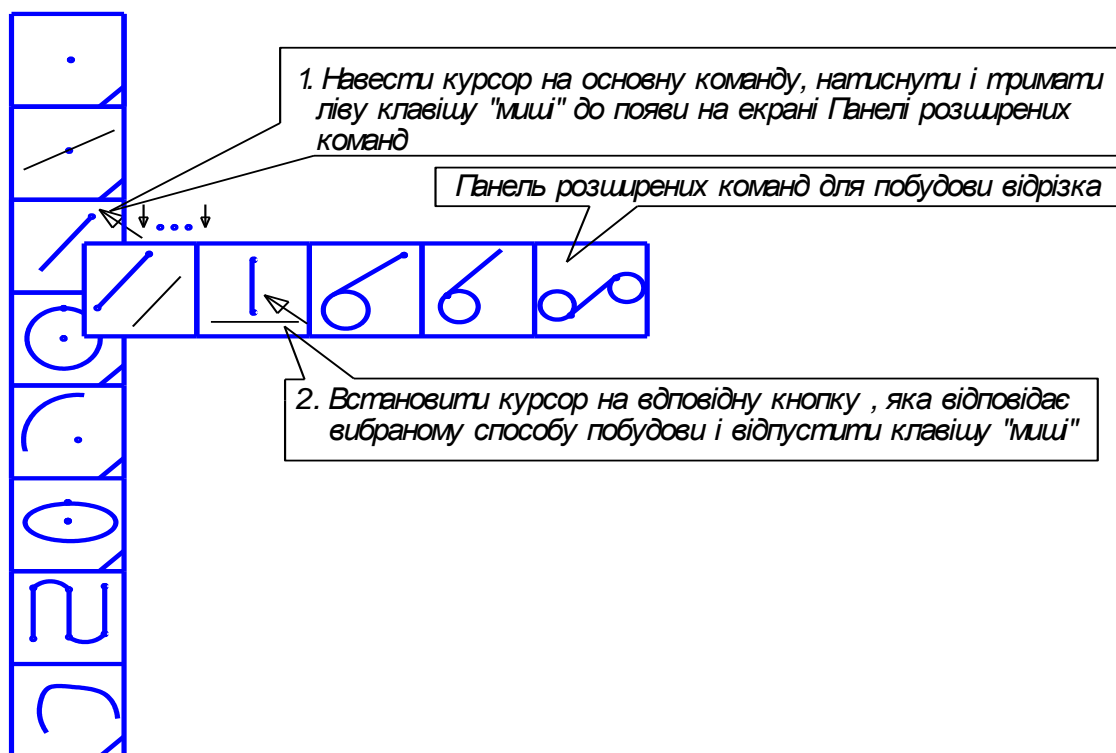 1. Навести курсор на основну команду, натиснути і тримати
ліву клавішу "миші" до появи на екрані Панелі розширених
команд
Панель розширених команд для побудови відрізка
2. Встановити курсор на вдповідну кнопку , яка відповідає
вибраному способу побудови і відпустити клавішу "миші"